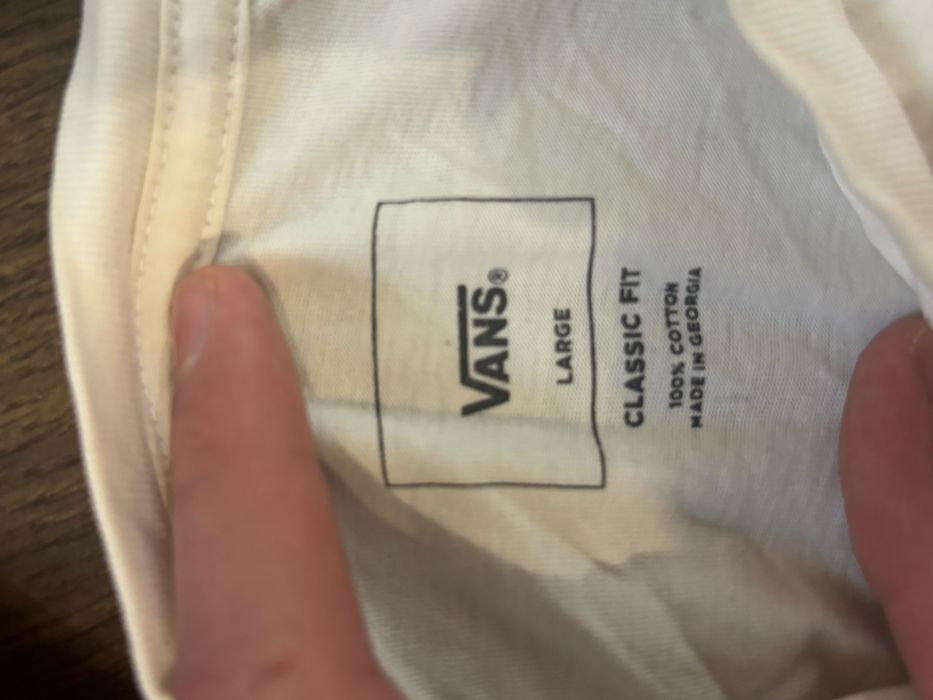 VANS®
LARGE
CLASSIC FIT
100% COTTON
MADE IN GEORGIA